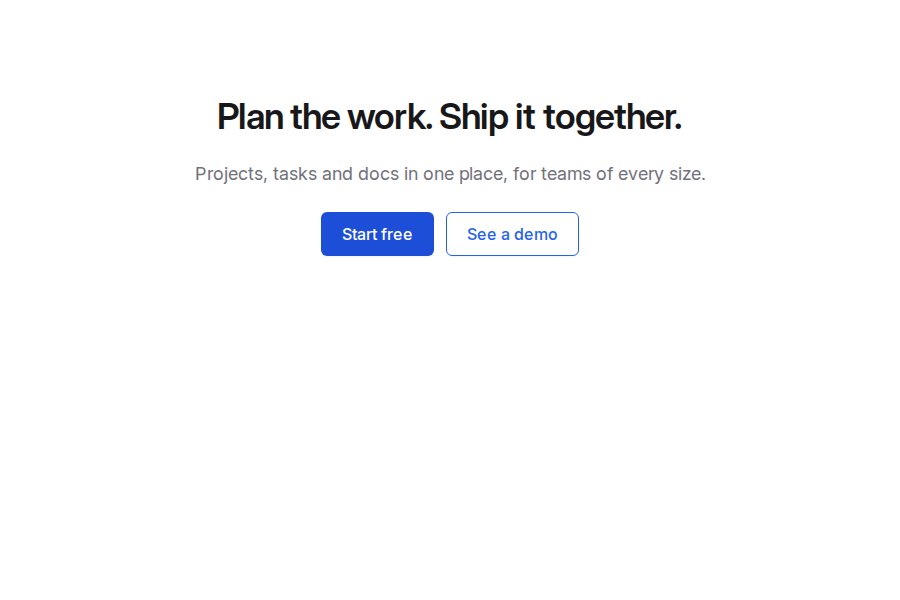 Plan the work. Ship it together.
Projects, tasks and docs in one place, for teams of every size.
Start free
See a demo